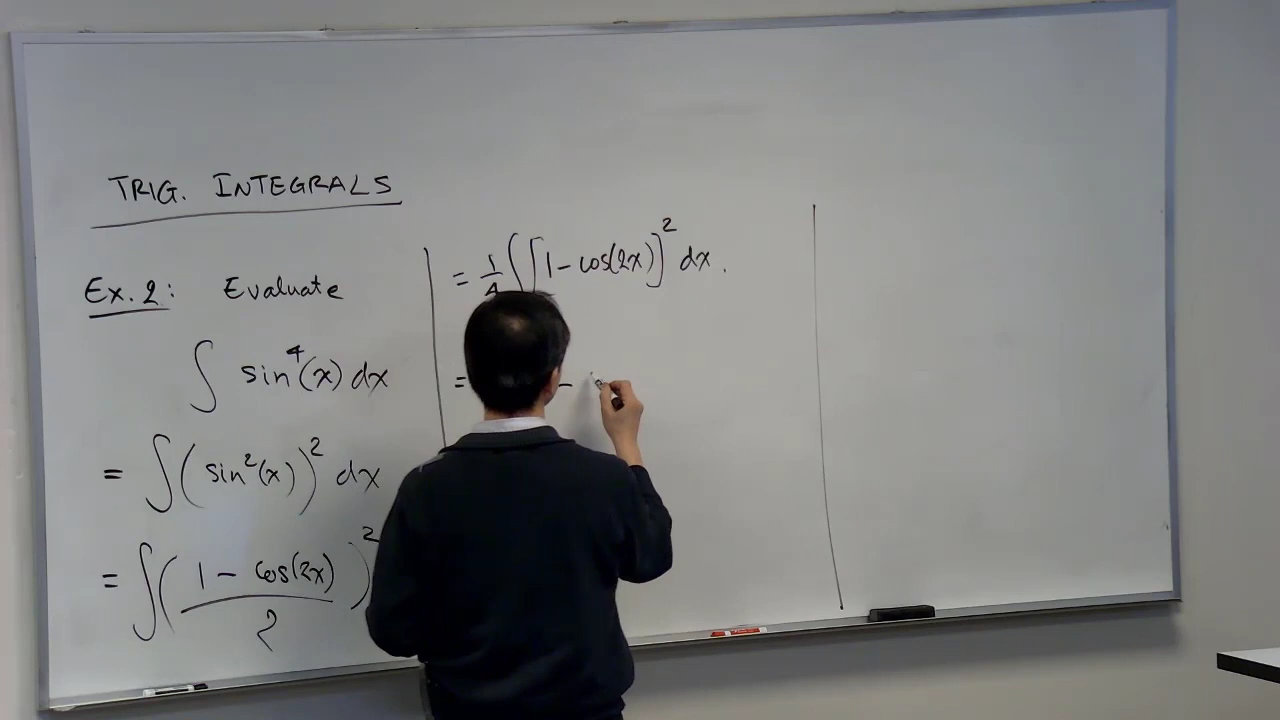 TRIG. INTEGRALS
Ex. 2: Evaluate
∫ sin⁴(x) dx
= ∫ ( sin²(x) )² dx
= ∫ ( (1 - cos(2x)) / 2 )²
= 1/4 ∫ [1 - cos(2x)]² dx.
= -